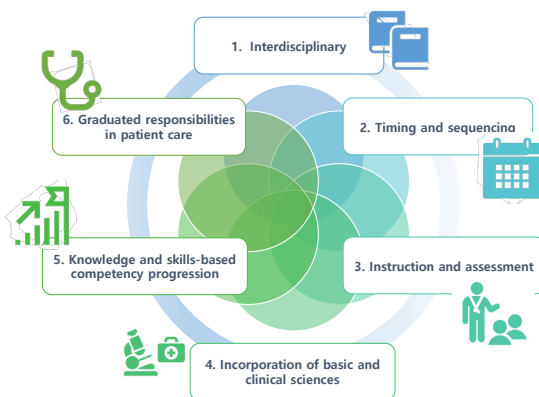 1. Interdisciplinary
2. Timing and sequencing
3. Instruction and assessment
4. Incorporation of basic and
clinical sciences
5. Knowledge and skills-based
competency progression
6. Graduated responsibilities
in patient care